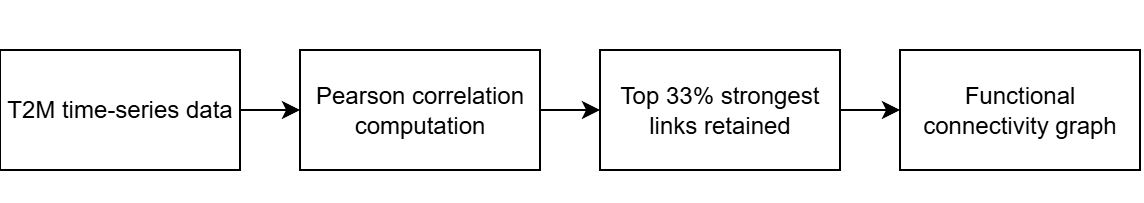 T2M time-series data
Pearson correlation
computation
Top 33% strongest
links retained
Functional
connectivity graph